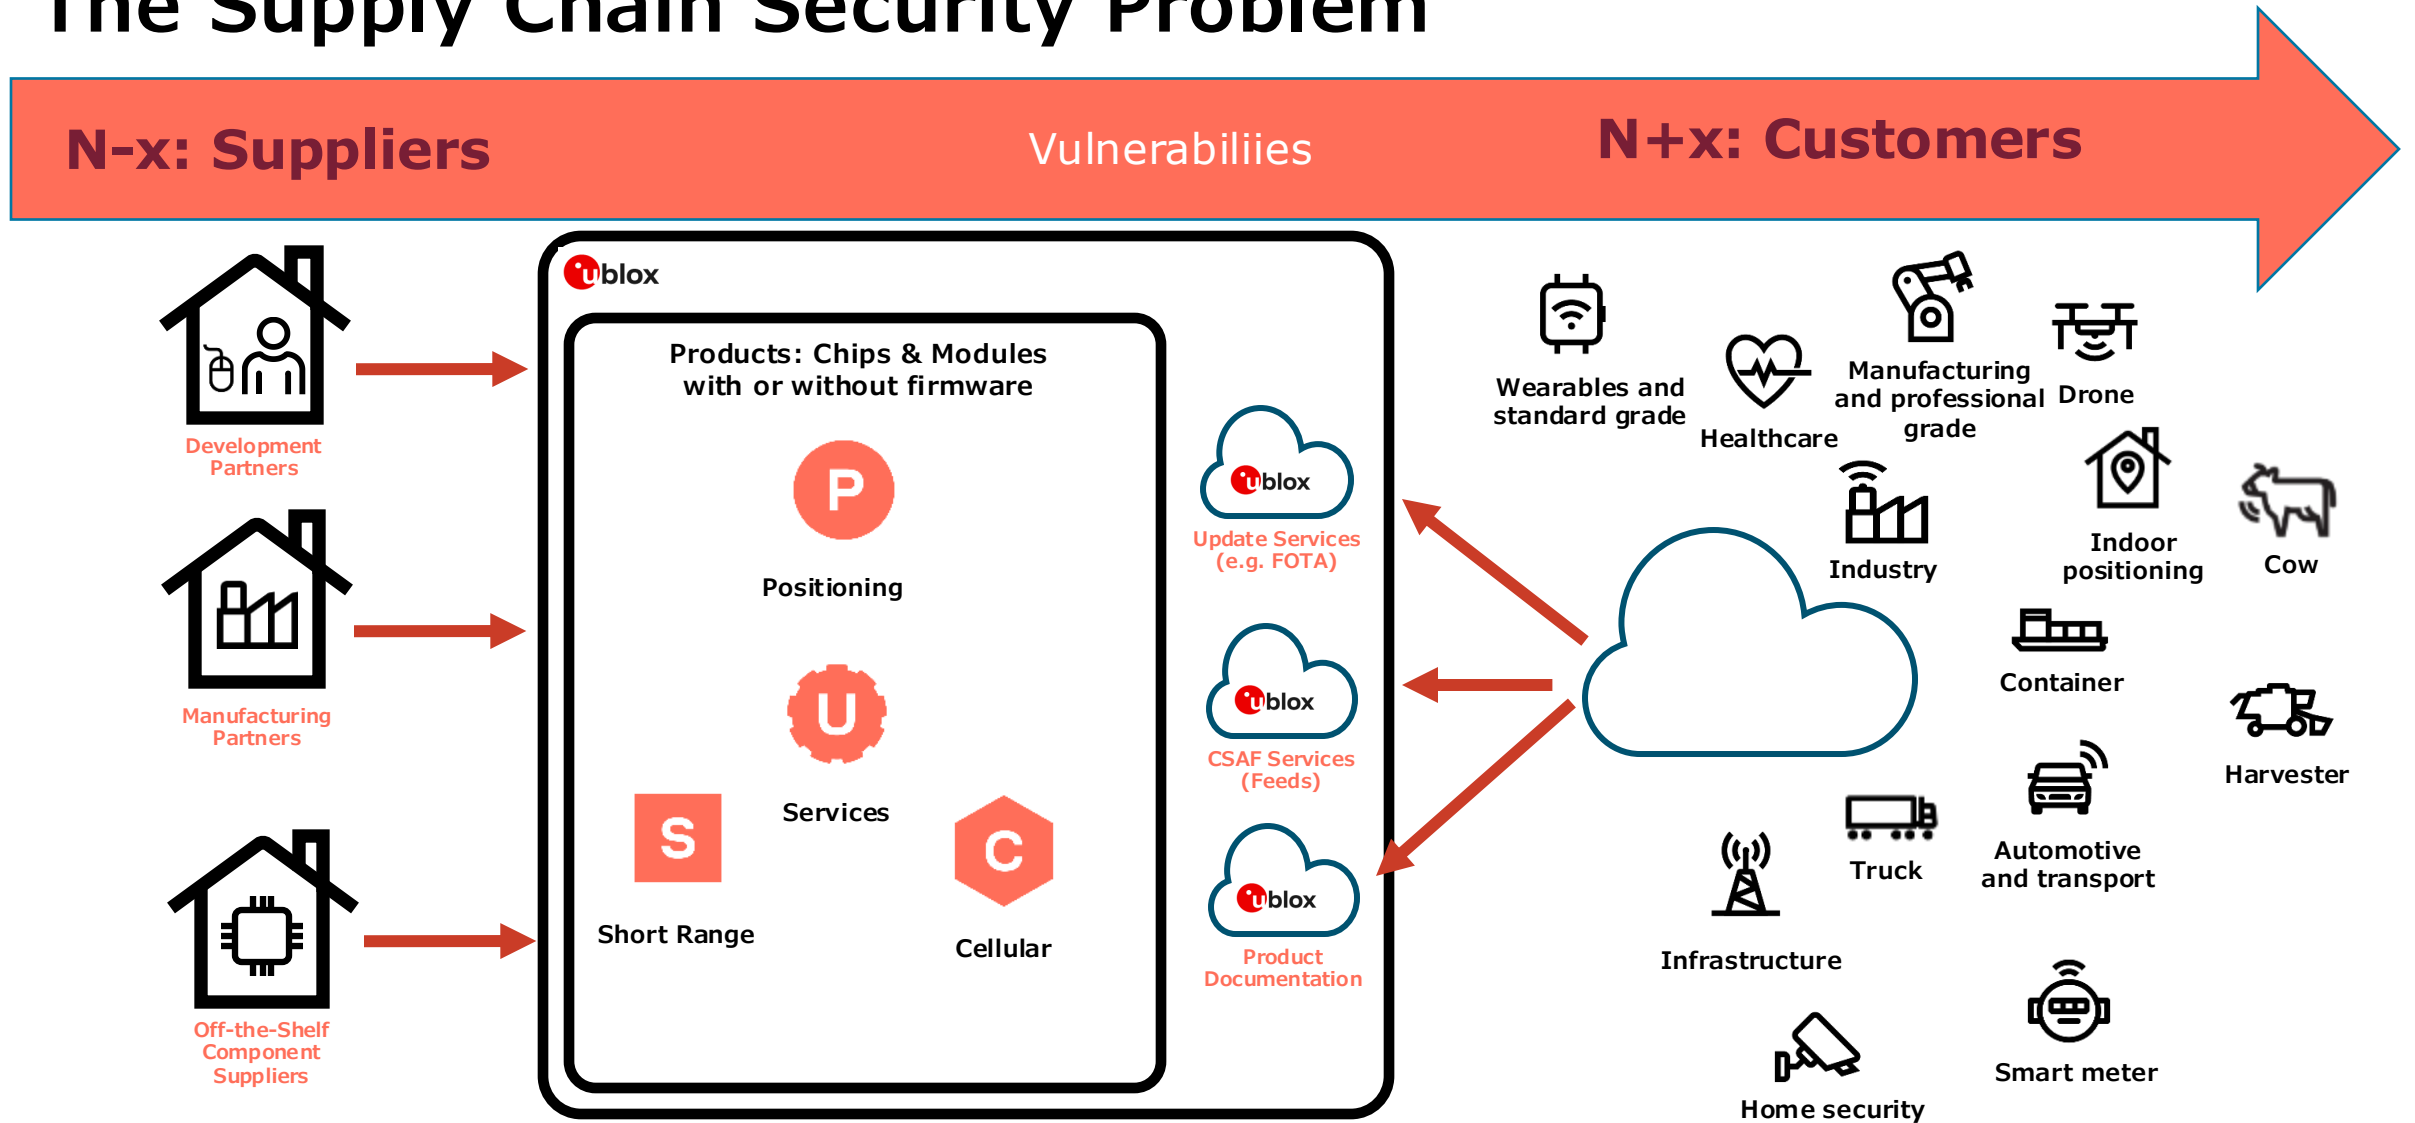 The Supply Chain Security Problem
N-x: Suppliers
Vulnerabiliies
N+x: Customers
Development
Partners
Manufacturing
Partners
Off-the-Shelf
Component
Suppliers
ublox
Products: Chips & Modules
with or without firmware
P
Positioning
U
Services
S
Short Range
C
Cellular
ublox
Update Services
(e.g. FOTA)
ublox
CSAF Services
(Feeds)
ublox
Product
Documentation
Wearables and
standard grade
Healthcare
Manufacturing
and professional
grade
Drone
Industry
Indoor
positioning
Cow
Container
Harvester
Truck
Automotive
and transport
Infrastructure
Smart meter
Home security